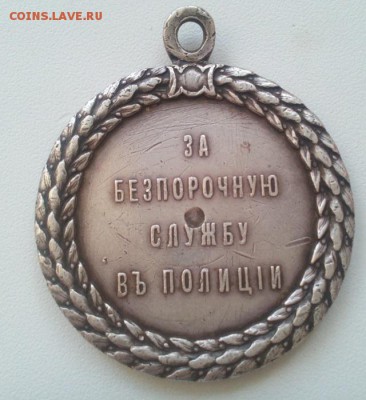 COINS.LAVE.RU
ЗА
БЕЗПОРОЧНУЮ
СЛУЖБУ
ВЪ ПОЛИЦІИ